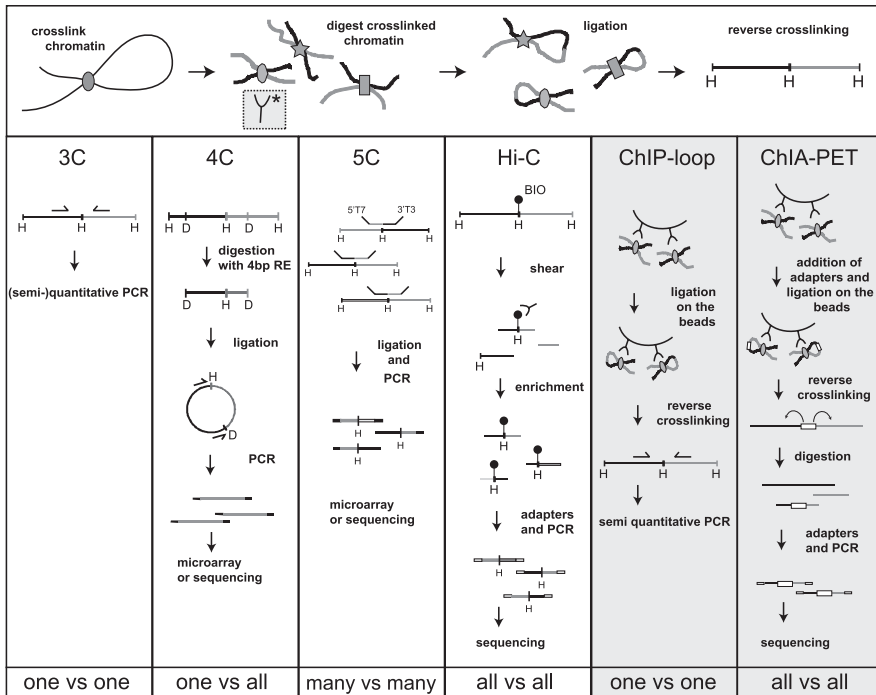 crosslink
chromatin
digest crosslinked
chromatin
*
ligation
reverse crosslinking
H H H
3C
H H H
(semi-)quantitative PCR
one vs one
4C
H D H D H
digestion
with 4bp RE
D H D
ligation
H
D
PCR
microarray
or sequencing
one vs all
5C
5'T7 3'T3
H H H
H H H
H H H
ligation
and
PCR
H
H
H
microarray
or sequencing
many vs many
Hi-C
BIO
H H H
shear
H
H
enrichment
H
H
H
adapters
and PCR
H
H
H
sequencing
all vs all
ChIP-loop
ligation
on the
beads
reverse
crosslinking
H H H
semi quantitative PCR
one vs one
ChIA-PET
addition of
adapters and
ligation on the
beads
reverse
crosslinking
digestion
adapters
and PCR
sequencing
all vs all